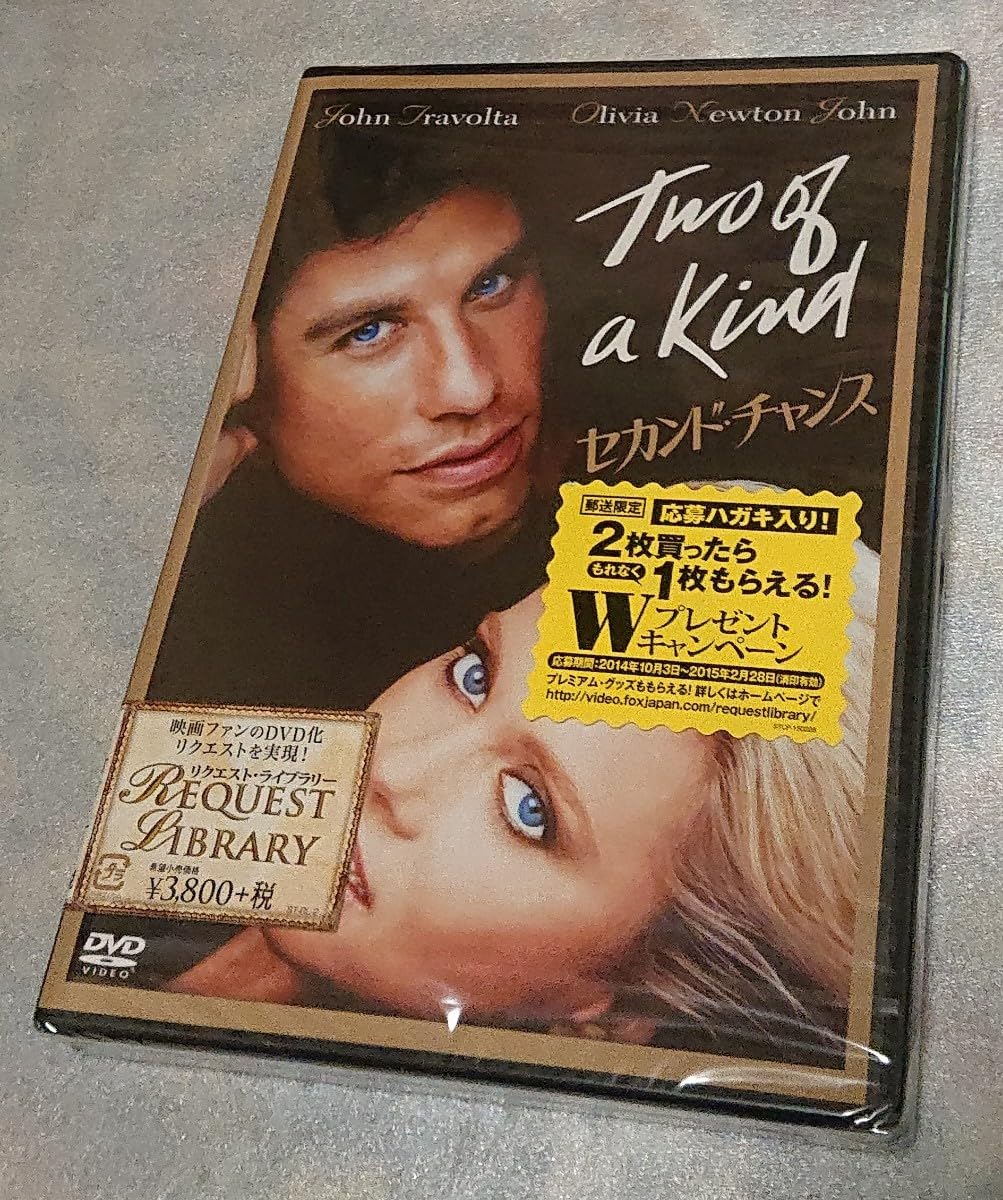 John Travolta Olivia Newton John
Two of
a Kind
セカンド・チャンス
郵送限定 応募ハガキ入り!
2枚買ったら
もれなく 1枚もらえる!
W プレゼント
キャンペーン
応募期間:2014年10月3日~2015年2月28日(消印有効)
プレミアム・グッズももらえる!詳しくはホームページで
http://video.foxjapan.com/requestlibrary/
映画ファンのDVD化
リクエストを実現!
リクエスト・ライブラリー
REQUEST
LIBRARY
希望小売価格
¥3,800+税
DVD
VIDEO